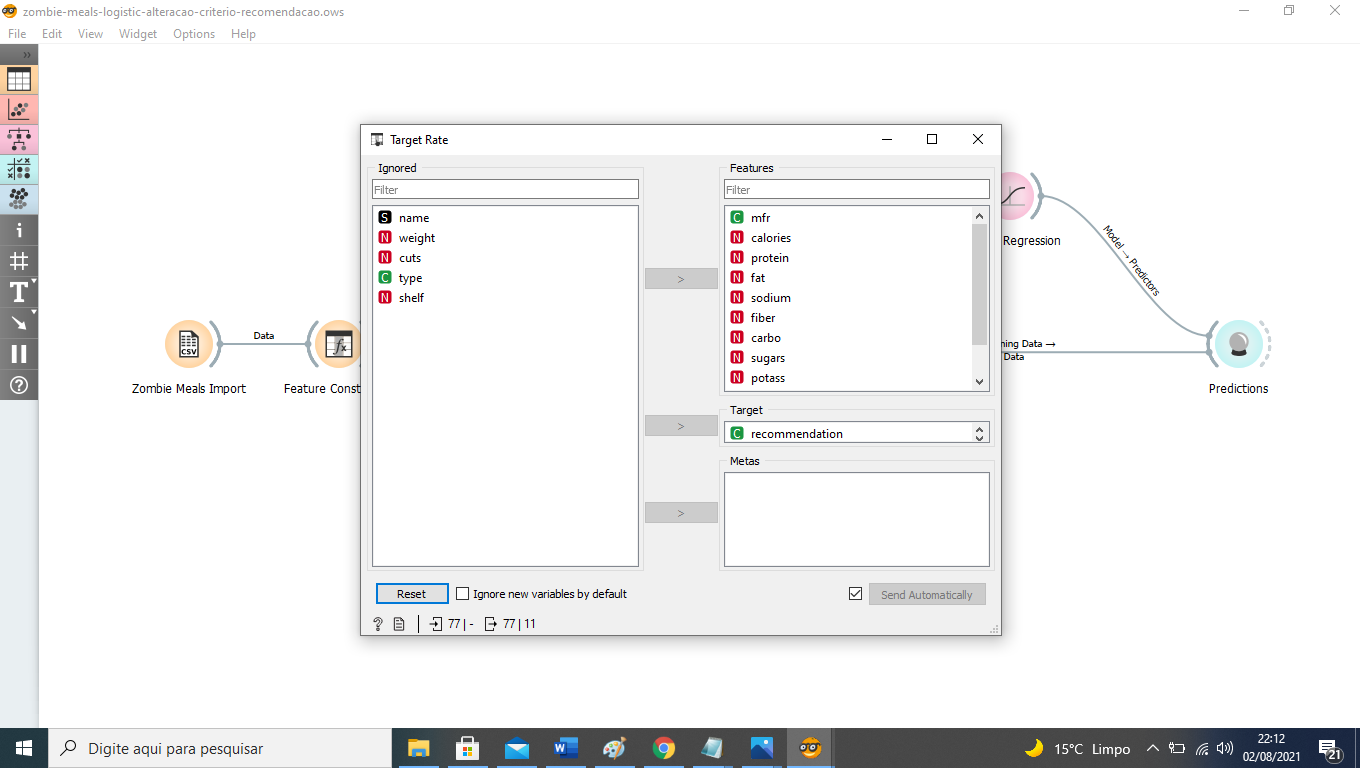 zombie-meals-logistic-alteracao-criterio-recomendacao.ows
File Edit View Widget Options Help
Target Rate
Ignored
Filter
S name
N weight
N cuts
C type
N shelf
>
>
>
Features
Filter
C mfr
N calories
N protein
N fat
N sodium
N fiber
N carbo
N sugars
N potass
Target
C recommendation
Metas
Reset
Ignore new variables by default
Send Automatically
? 77 | - 77 | 11
»
i
T
?
CSV
Data
fx
Zombie Meals Import
Feature Const
Regression
Model → Predictors
ning Data →
Data
Predictions
Digite aqui para pesquisar
W
15°C Limpo
22:12
02/08/2021
21